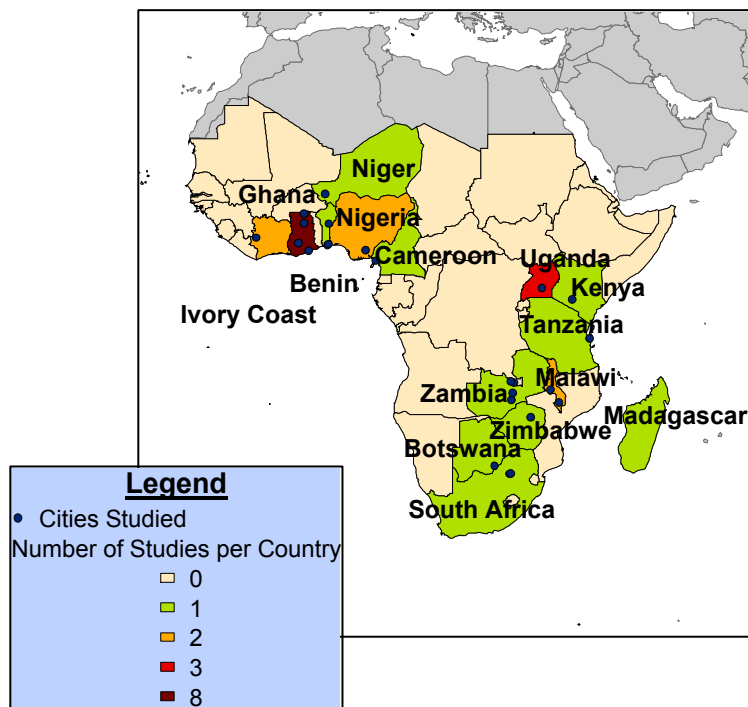 Niger
Ghana
Nigeria
Cameroon
Uganda
Benin
Kenya
Ivory Coast
Tanzania
Malawi
Zambia
Madagascar
Zimbabwe
Botswana
South Africa
Legend
Cities Studied
Number of Studies per Country
0
1
2
3
8